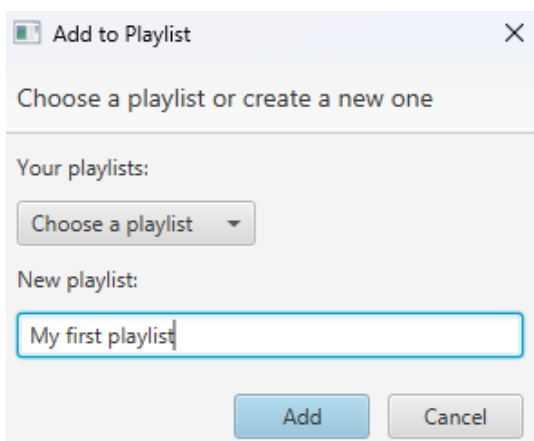 Add to Playlist
Choose a playlist or create a new one
Your playlists:
Choose a playlist
New playlist:
My first playlist
Add Cancel